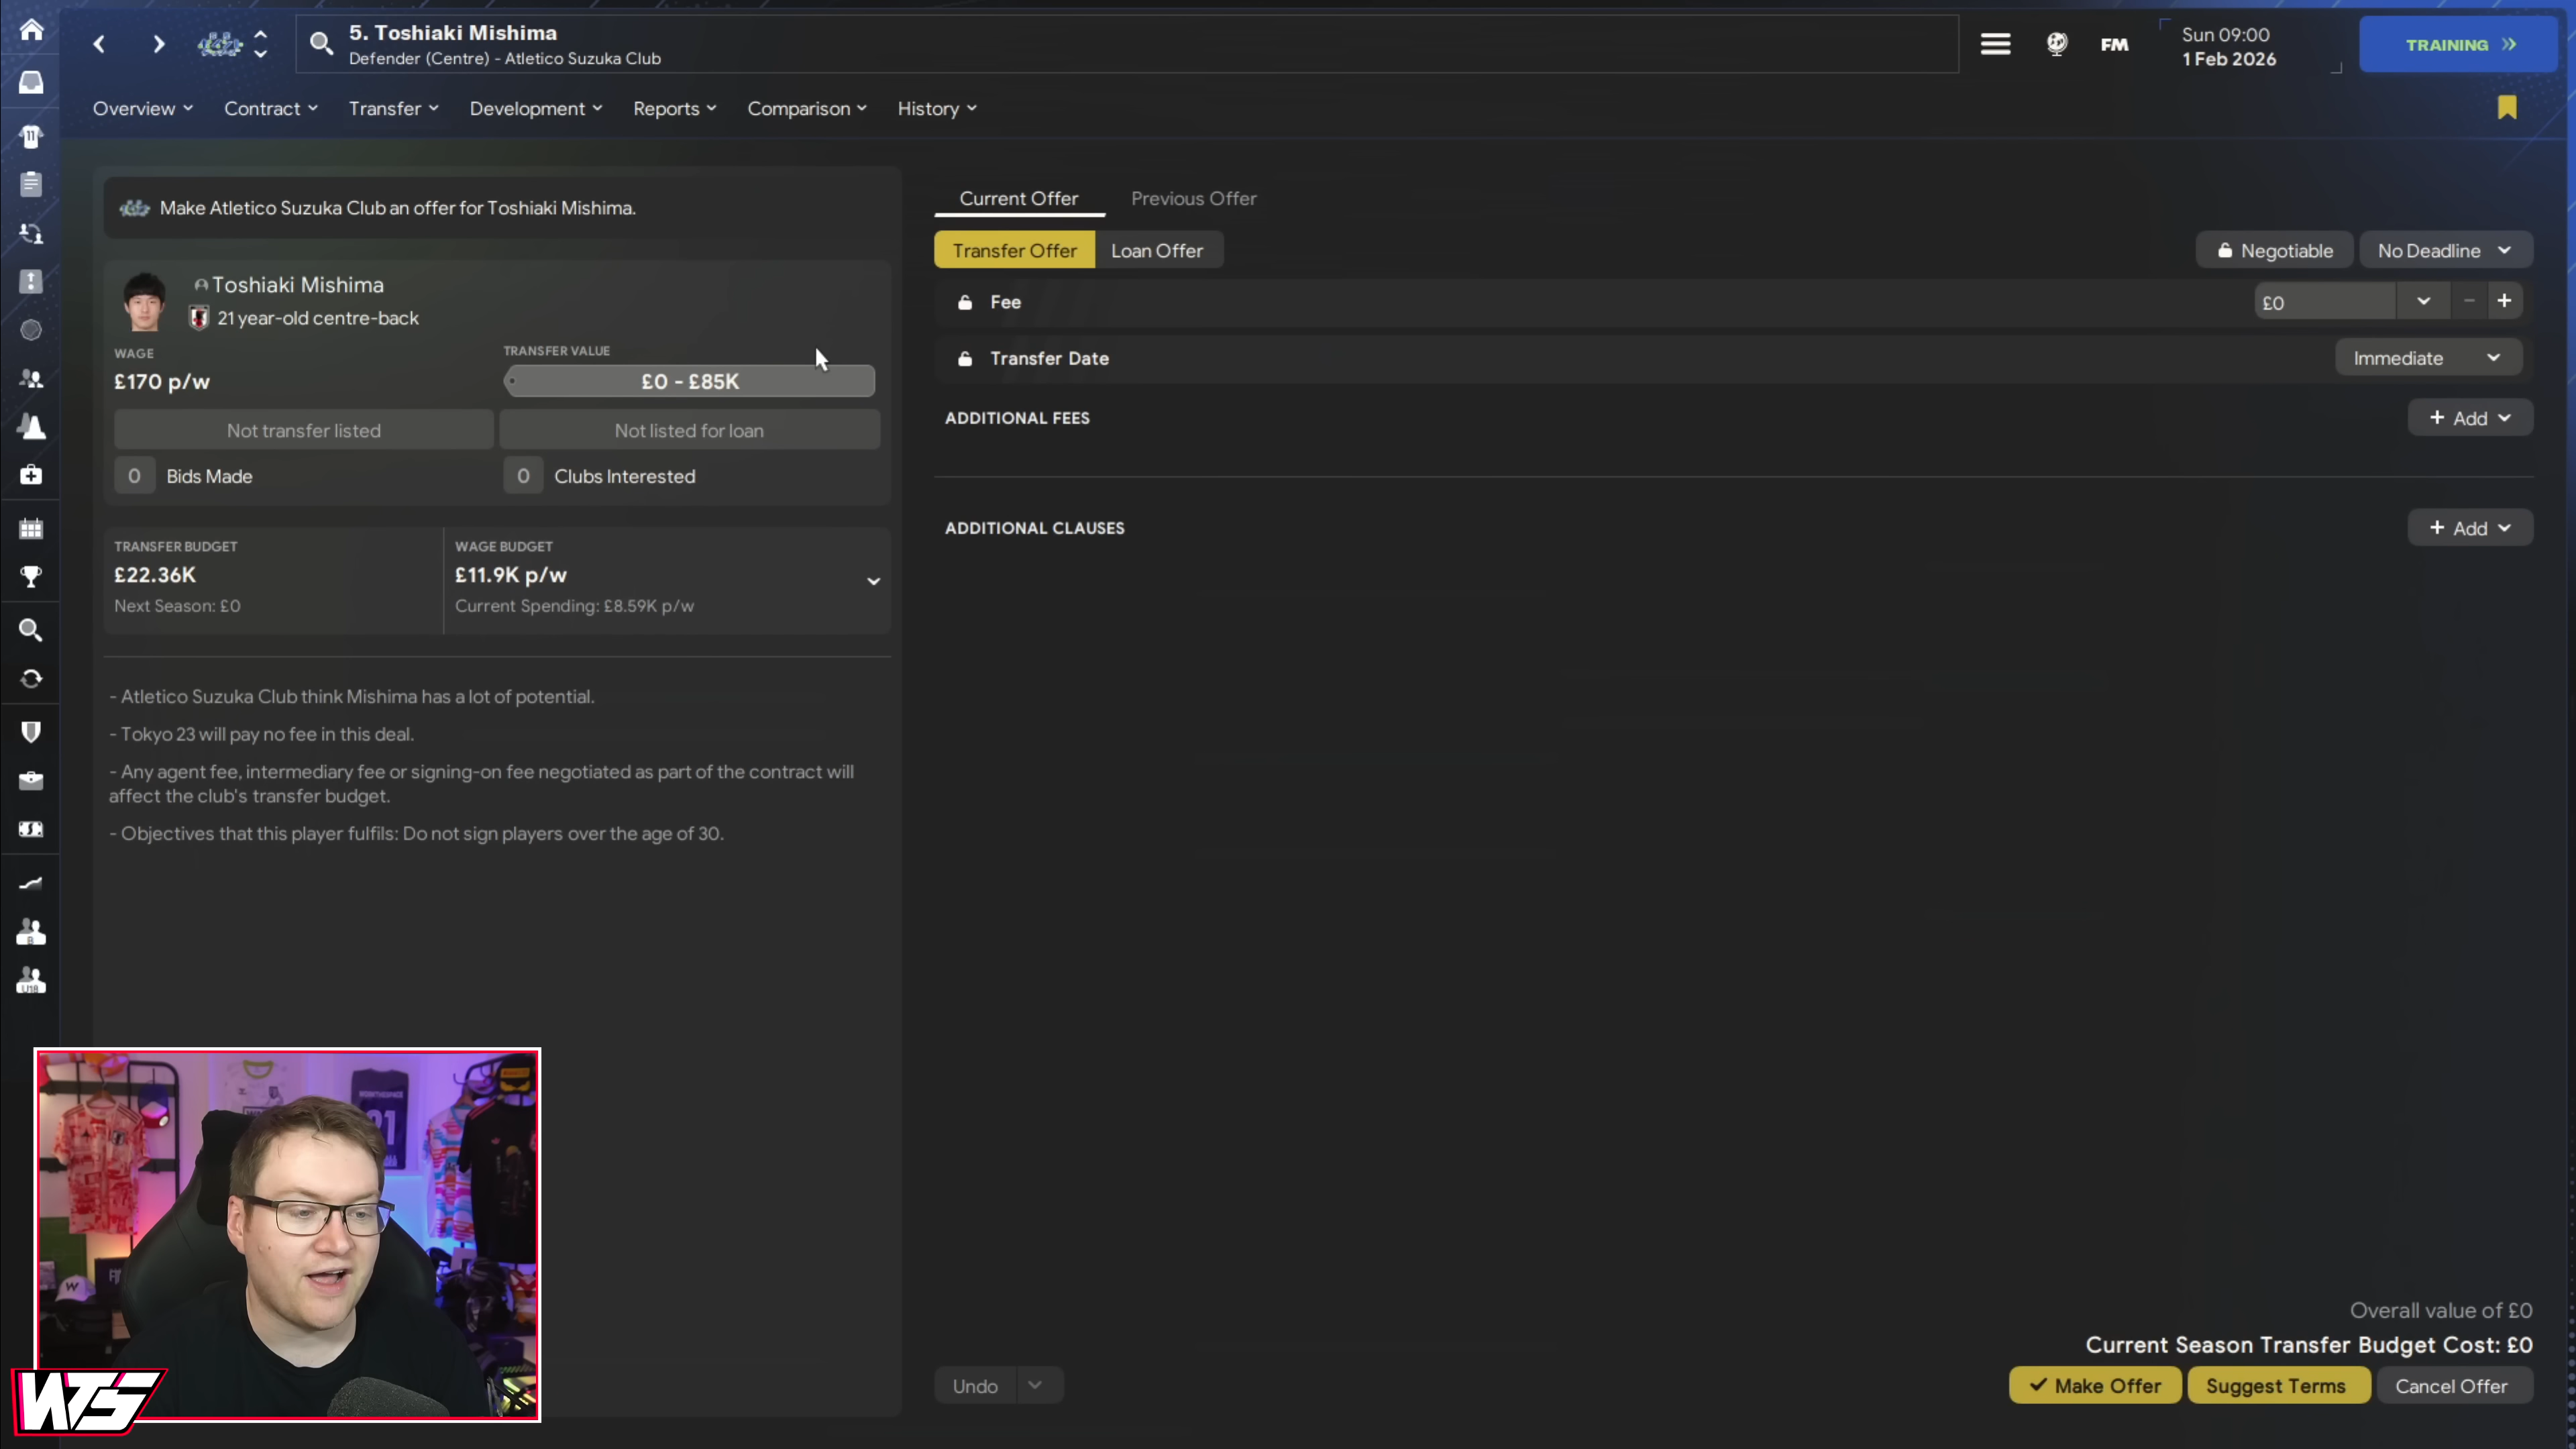 5. Toshiaki Mishima
Defender (Centre) - Atletico Suzuka Club
FM
Sun 09:00
1 Feb 2026
TRAINING
Overview
Contract
Transfer
Development
Reports
Comparison
History
Make Atletico Suzuka Club an offer for Toshiaki Mishima.
Toshiaki Mishima
21 year-old centre-back
WAGE
£170 p/w
TRANSFER VALUE
£0 - £85K
Not transfer listed
Not listed for loan
0 Bids Made
0 Clubs Interested
TRANSFER BUDGET
£22.36K
Next Season: £0
WAGE BUDGET
£11.9K p/w
Current Spending: £8.59K p/w
- Atletico Suzuka Club think Mishima has a lot of potential.
- Tokyo 23 will pay no fee in this deal.
- Any agent fee, intermediary fee or signing-on fee negotiated as part of the contract will
affect the club's transfer budget.
- Objectives that this player fulfils: Do not sign players over the age of 30.
Current Offer
Previous Offer
Transfer Offer
Loan Offer
Negotiable
No Deadline
Fee
£0
Transfer Date
Immediate
ADDITIONAL FEES
+ Add
ADDITIONAL CLAUSES
+ Add
Overall value of £0
Current Season Transfer Budget Cost: £0
Undo
Make Offer
Suggest Terms
Cancel Offer
11
B
U18
21
W
WTS